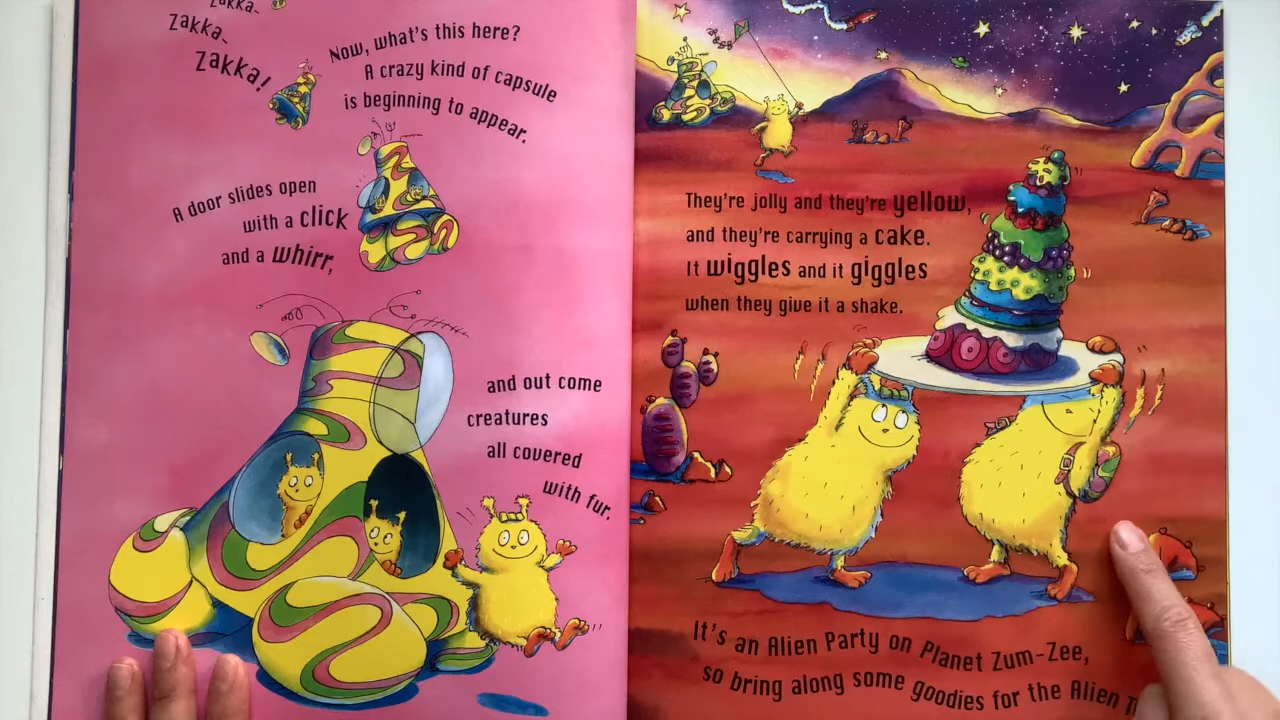 Zakka-
Zakka-
Zakka!
Now, what's this here?
A crazy kind of capsule
is beginning to appear.
A door slides open
with a click
and a whirr,
and out come
creatures
all covered
with fur.
They're jolly and they're yellow,
and they're carrying a cake.
It wiggles and it giggles
when they give it a shake.
It's an Alien Party on Planet Zum-Zee,
so bring along some goodies for the Alien